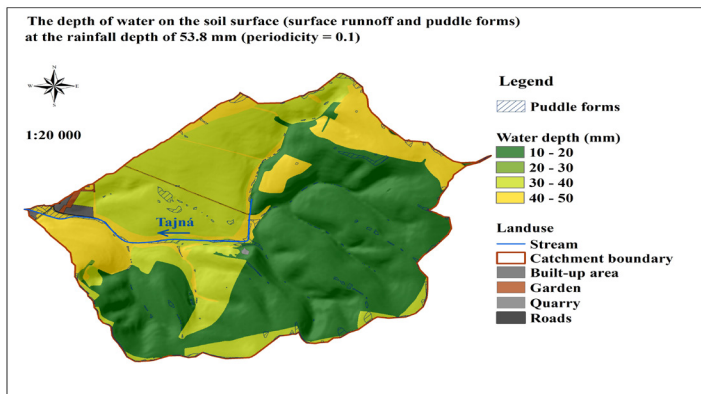 The depth of water on the soil surface (surface runnoff and puddle forms)
at the rainfall depth of 53.8 mm (periodicity = 0.1)
N
W
E
S
1:20 000
Tajná
Legend
Puddle forms
Water depth (mm)
10 - 20
20 - 30
30 - 40
40 - 50
Landuse
Stream
Catchment boundary
Built-up area
Garden
Quarry
Roads